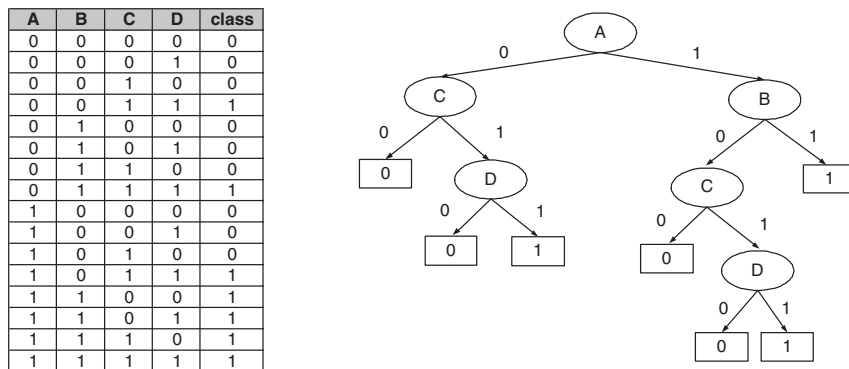 A B C D class
0 0 0 0 0
0 0 0 1 0
0 0 1 0 0
0 0 1 1 1
0 1 0 0 0
0 1 0 1 0
0 1 1 0 0
0 1 1 1 1
1 0 0 0 0
1 0 0 1 0
1 0 1 0 0
1 0 1 1 1
1 1 0 0 1
1 1 0 1 1
1 1 1 0 1
1 1 1 1 1
A
0 1
C B
0 1 0 1
0 D C 1
0 1 0 1
0 1 0 D
0 1
0 1